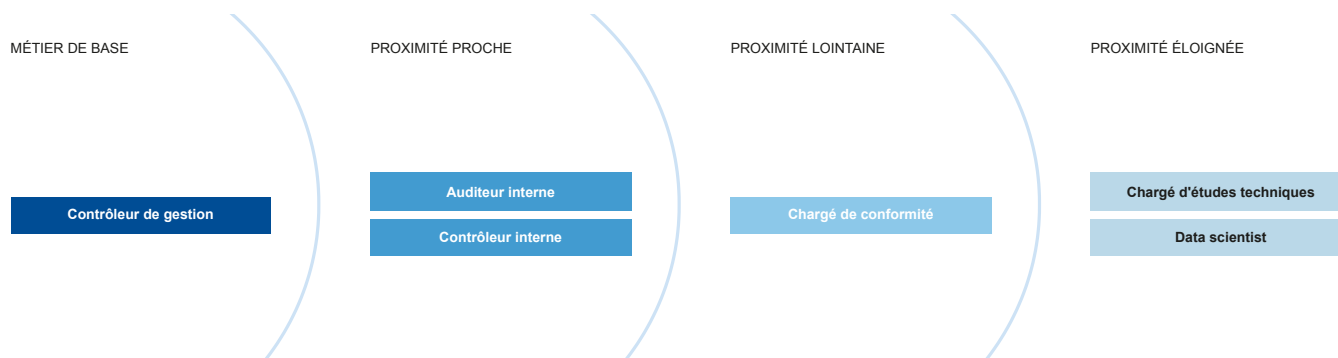 MÉTIER DE BASE
Contrôleur de gestion
PROXIMITÉ PROCHE
Auditeur interne
Contrôleur interne
PROXIMITÉ LOINTAINE
Chargé de conformité
PROXIMITÉ ÉLOIGNÉE
Chargé d'études techniques
Data scientist